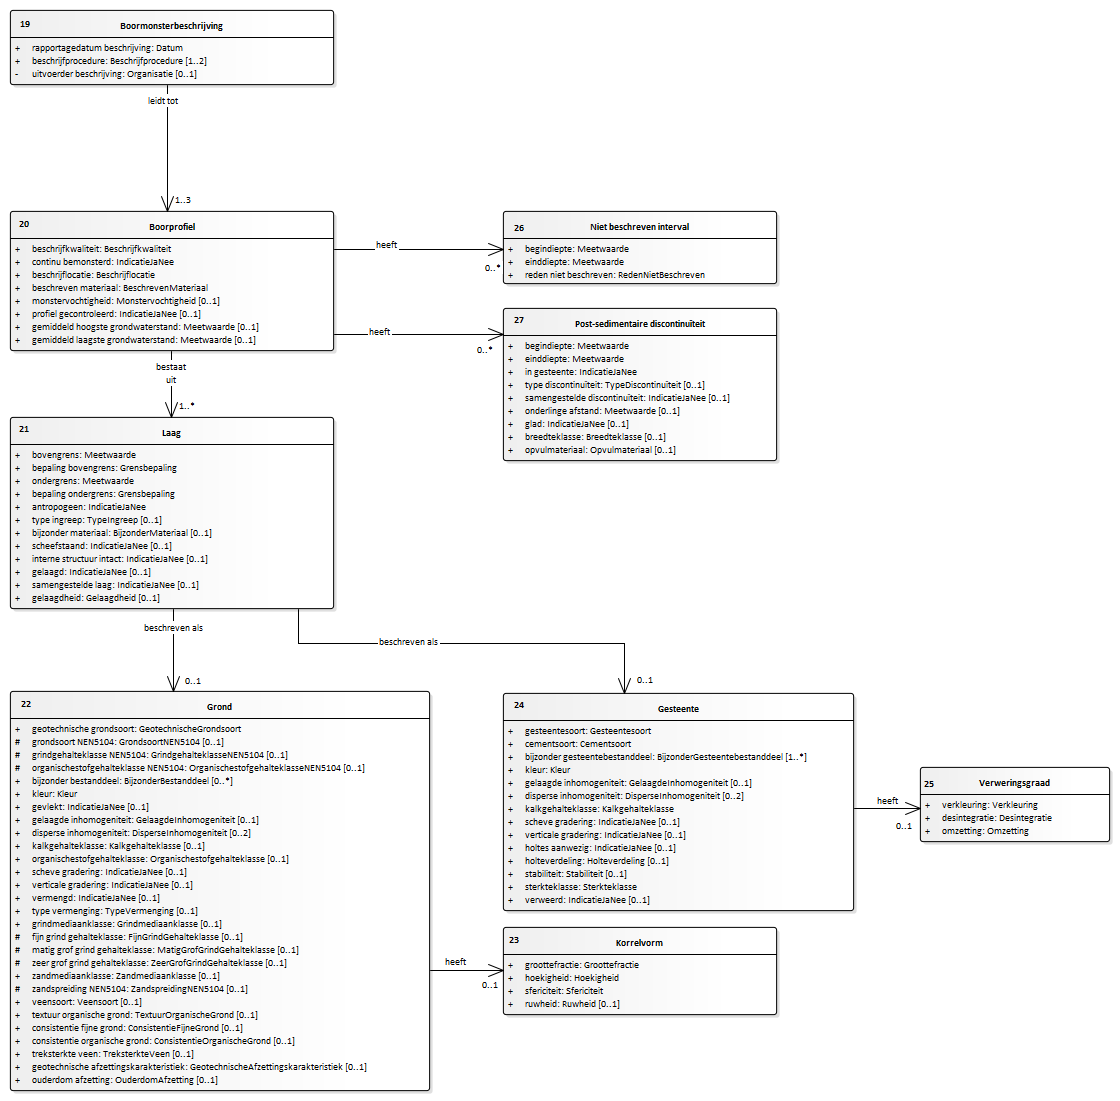 19 Boormonsterbeschrijving
+ rapportagedatum beschrijving: Datum
+ beschrijfprocedure: Beschrijfprocedure [1..2]
- uitvoerder beschrijving: Organisatie [0..1]
leidt tot
1..3
20 Boorprofiel
+ beschrijfkwaliteit: Beschrijfkwaliteit
+ continu bemonsterd: IndicatieJaNee
+ beschrijflocatie: Beschrijflocatie
+ beschreven materiaal: BeschrevenMateriaal
+ monstervochtigheid: Monstervochtigheid [0..1]
+ profiel gecontroleerd: IndicatieJaNee [0..1]
+ gemiddeld hoogste grondwaterstand: Meetwaarde [0..1]
+ gemiddeld laagste grondwaterstand: Meetwaarde [0..1]
heeft
0..*
26 Niet beschreven interval
+ begindiepte: Meetwaarde
+ einddiepte: Meetwaarde
+ reden niet beschreven: RedenNietBeschreven
heeft
0..*
27 Post-sedimentaire discontinuïteit
+ begindiepte: Meetwaarde
+ einddiepte: Meetwaarde
+ in gesteente: IndicatieJaNee
+ type discontinuïteit: TypeDiscontinuïteit [0..1]
+ samengestelde discontinuïteit: IndicatieJaNee [0..1]
+ onderlinge afstand: Meetwaarde [0..1]
+ glad: IndicatieJaNee [0..1]
+ breedteklasse: Breedteklasse [0..1]
+ opvulmateriaal: Opvulmateriaal [0..1]
bestaat
uit
1..*
21 Laag
+ bovengrens: Meetwaarde
+ bepaling bovengrens: Grensbepaling
+ ondergrens: Meetwaarde
+ bepaling ondergrens: Grensbepaling
+ antropogeen: IndicatieJaNee
+ type ingreep: TypeIngreep [0..1]
+ bijzonder materiaal: BijzonderMateriaal [0..1]
+ scheefstaand: IndicatieJaNee [0..1]
+ interne structuur intact: IndicatieJaNee [0..1]
+ gelaagd: IndicatieJaNee [0..1]
+ samengestelde laag: IndicatieJaNee [0..1]
+ gelaagdheid: Gelaagdheid [0..1]
beschreven als
0..1
beschreven als
0..1
22 Grond
+ geotechnische grondsoort: GeotechnischeGrondsoort
# grondsoort NEN5104: GrondsoortNEN5104 [0..1]
# grindgehalteklasse NEN5104: GrindgehalteklasseNEN5104 [0..1]
# organischestofgehalteklasse NEN5104: OrganischestofgehalteklasseNEN5104 [0..1]
+ bijzonder bestanddeel: BijzonderBestanddeel [0..*]
+ kleur: Kleur
+ gevlekt: IndicatieJaNee [0..1]
+ gelaagde inhomogeniteit: GelaagdeInhomogeniteit [0..1]
+ disperse inhomogeniteit: DisperseInhomogeniteit [0..2]
+ kalkgehalteklasse: Kalkgehalteklasse [0..1]
+ organischestofgehalteklasse: Organischestofgehalteklasse [0..1]
+ scheve gradering: IndicatieJaNee [0..1]
+ verticale gradering: IndicatieJaNee [0..1]
+ vermengd: IndicatieJaNee [0..1]
+ type vermenging: TypeVermenging [0..1]
+ grindmediaanklasse: Grindmediaanklasse [0..1]
# fijn grind gehalteklasse: FijnGrindGehalteklasse [0..1]
# matig grof grind gehalteklasse: MatigGrofGrindGehalteklasse [0..1]
# zeer grof grind gehalteklasse: ZeerGrofGrindGehalteklasse [0..1]
+ zandmediaanklasse: Zandmediaanklasse [0..1]
# zandspreiding NEN5104: ZandspreidingNEN5104 [0..1]
+ veensoort: Veensoort [0..1]
+ textuur organische grond: TextuurOrganischeGrond [0..1]
+ consistentie fijne grond: ConsistentieFijneGrond [0..1]
+ consistentie organische grond: ConsistentieOrganischeGrond [0..1]
+ treksterkte veen: TreksterkteVeen [0..1]
+ geotechnische afzettingskarakteristiek: GeotechnischeAfzettingskarakteristiek [0..1]
+ ouderdom afzetting: OuderdomAfzetting [0..1]
24 Gesteente
+ gesteentesoort: Gesteentesoort
+ cementsoort: Cementsoort
+ bijzonder gesteentebestanddeel: BijzonderGesteentebestanddeel [1..*]
+ kleur: Kleur
+ gelaagde inhomogeniteit: GelaagdeInhomogeniteit [0..1]
+ disperse inhomogeniteit: DisperseInhomogeniteit [0..2]
+ kalkgehalteklasse: Kalkgehalteklasse
+ scheve gradering: IndicatieJaNee [0..1]
+ verticale gradering: IndicatieJaNee [0..1]
+ holtes aanwezig: IndicatieJaNee [0..1]
+ holteverdeling: Holteverdeling [0..1]
+ stabiliteit: Stabiliteit [0..1]
+ sterkteklasse: Sterkteklasse
+ verweerd: IndicatieJaNee [0..1]
heeft
0..1
25 Verweringsgraad
+ verkleuring: Verkleuring
+ desintegratie: Desintegratie
+ omzetting: Omzetting
heeft
0..1
23 Korrelvorm
+ groottefractie: Groottefractie
+ hoekigheid: Hoekigheid
+ sfericiteit: Sfericiteit
+ ruwheid: Ruwheid [0..1]